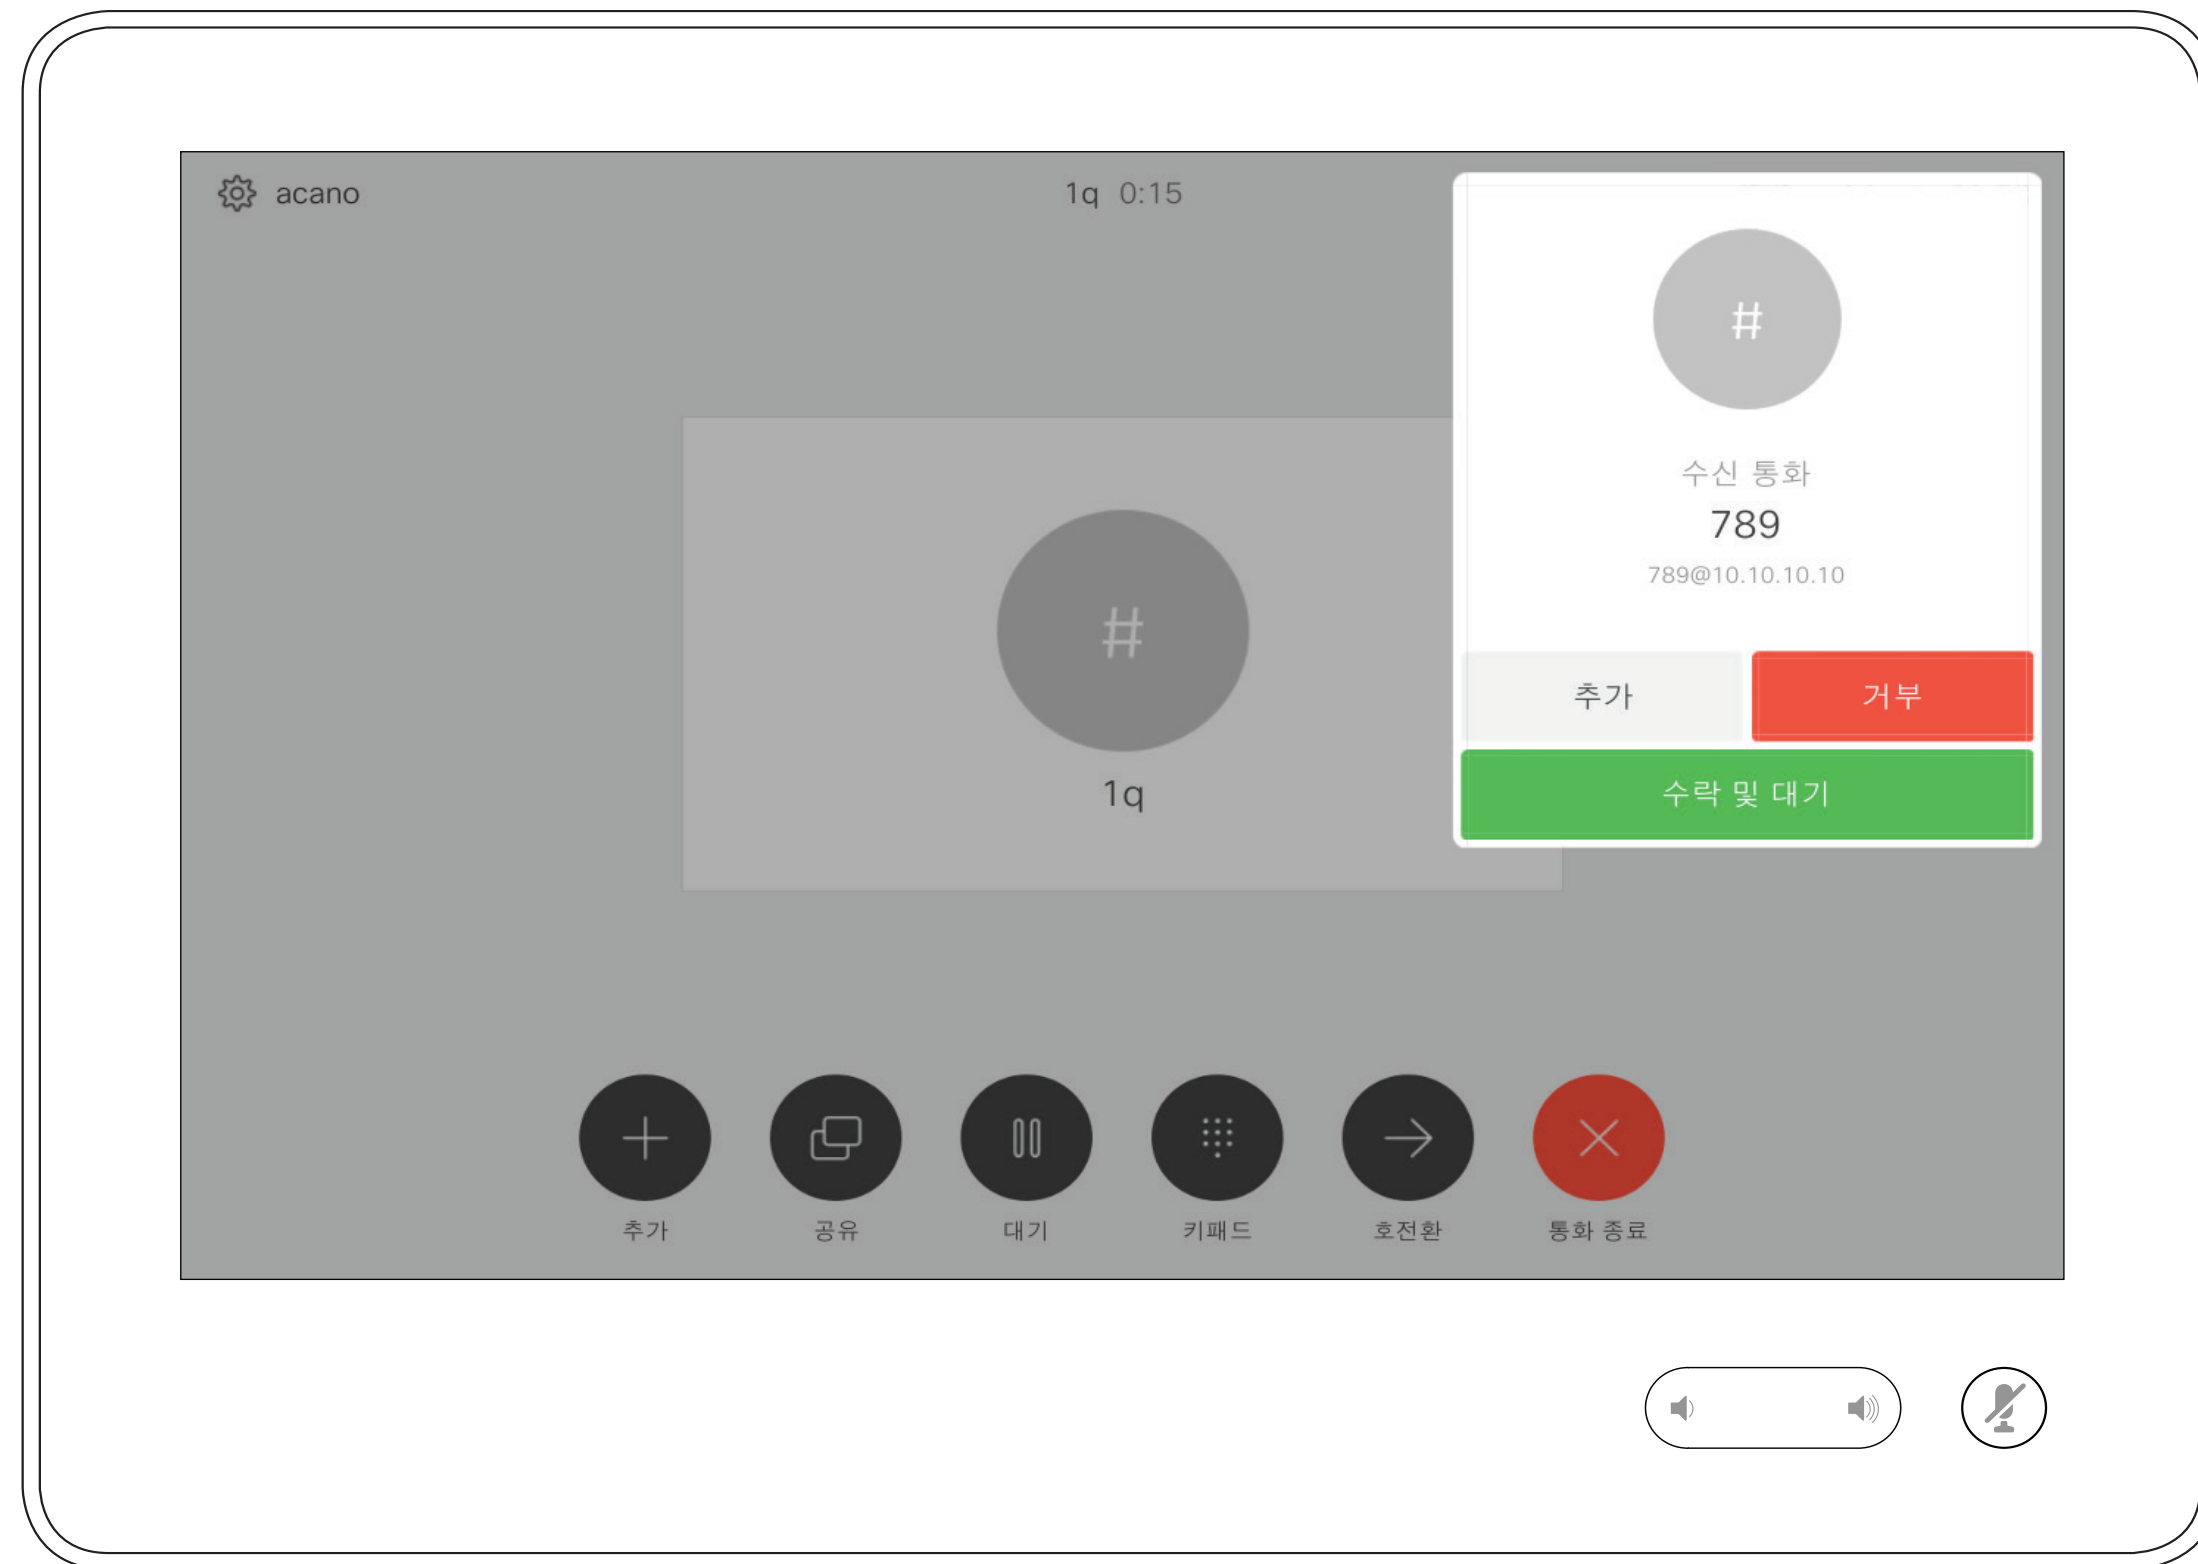 acano
1q 0:15
#
수신 통화
789
789@10.10.10.10
추가 거부
수락 및 대기
#
1q
추가 공유 대기 키패드 호전환 통화 종료